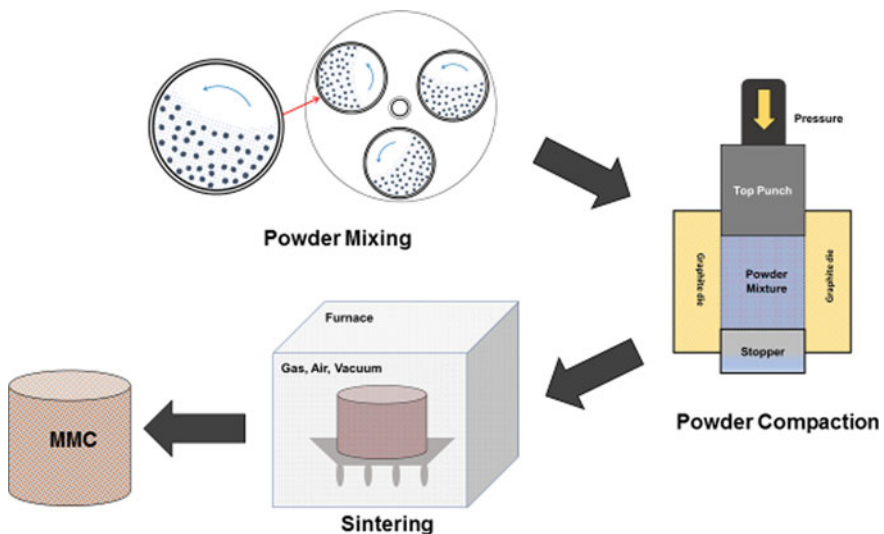 Powder Mixing
Pressure
Top Punch
Graphite die
Powder
Mixture
Graphite die
Stopper
Powder Compaction
Furnace
Gas, Air, Vacuum
Sintering
MMC